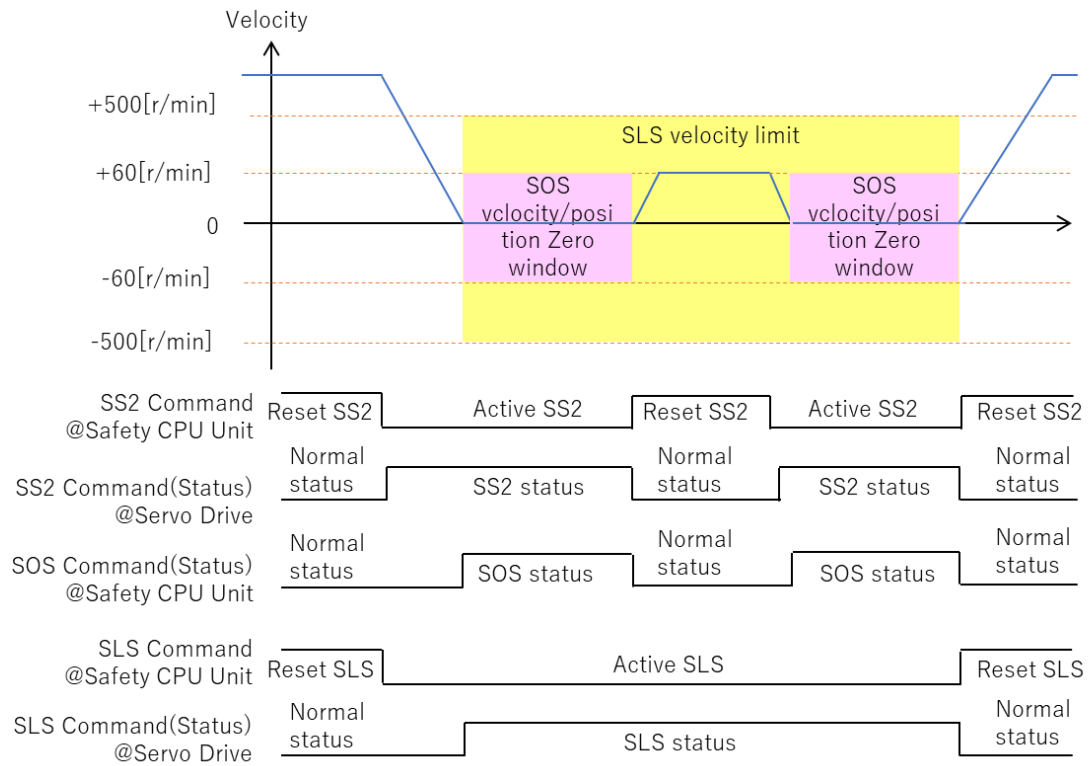 Velocity
+500[r/min]
SLS velocity limit
+60[r/min]
SOS
vclocity/posi
tion Zero
window
SOS
vclocity/posi
tion Zero
window
0
-60[r/min]
-500[r/min]
SS2 Command
@Safety CPU Unit
Reset SS2
Active SS2
Reset SS2
Active SS2
Reset SS2
SS2 Command(Status)
@Servo Drive
Normal
status
SS2 status
Normal
status
SS2 status
Normal
status
SOS Command(Status)
@Safety CPU Unit
Normal
status
SOS status
Normal
status
SOS status
Normal
status
SLS Command
@Safety CPU Unit
Reset SLS
Active SLS
Reset SLS
SLS Command(Status)
@Servo Drive
Normal
status
SLS status
Normal
status